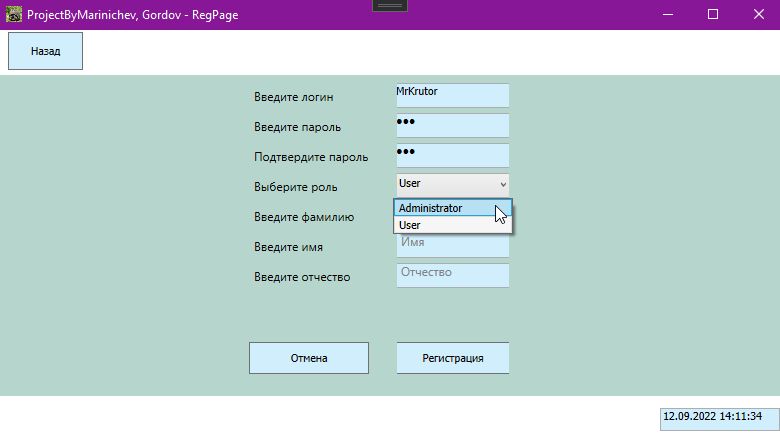 ProjectByMarinichev, Gordov - RegPage
Назад
Введите логин
MrKrutor
Введите пароль
●●●
Подтвердите пароль
●●●
Выберите роль
User
Administrator
Введите фамилию
User
Введите имя
Имя
Введите отчество
Отчество
Отмена
Регистрация
12.09.2022 14:11:34